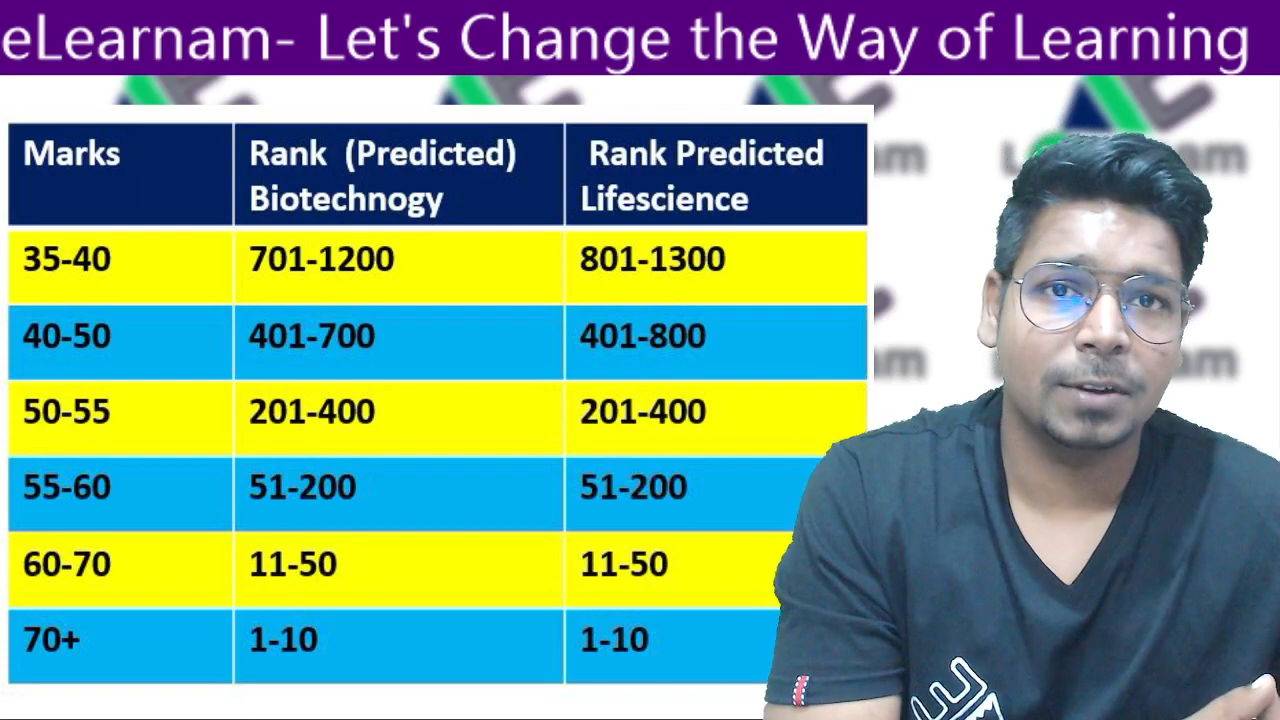 eLearnam- Let's Change the Way of Learning
Marks
Rank (Predicted)
Biotechnogy
Rank Predicted
Lifescience
35-40 701-1200 801-1300
40-50 401-700 401-800
50-55 201-400 201-400
55-60 51-200 51-200
60-70 11-50 11-50
70+ 1-10 1-10